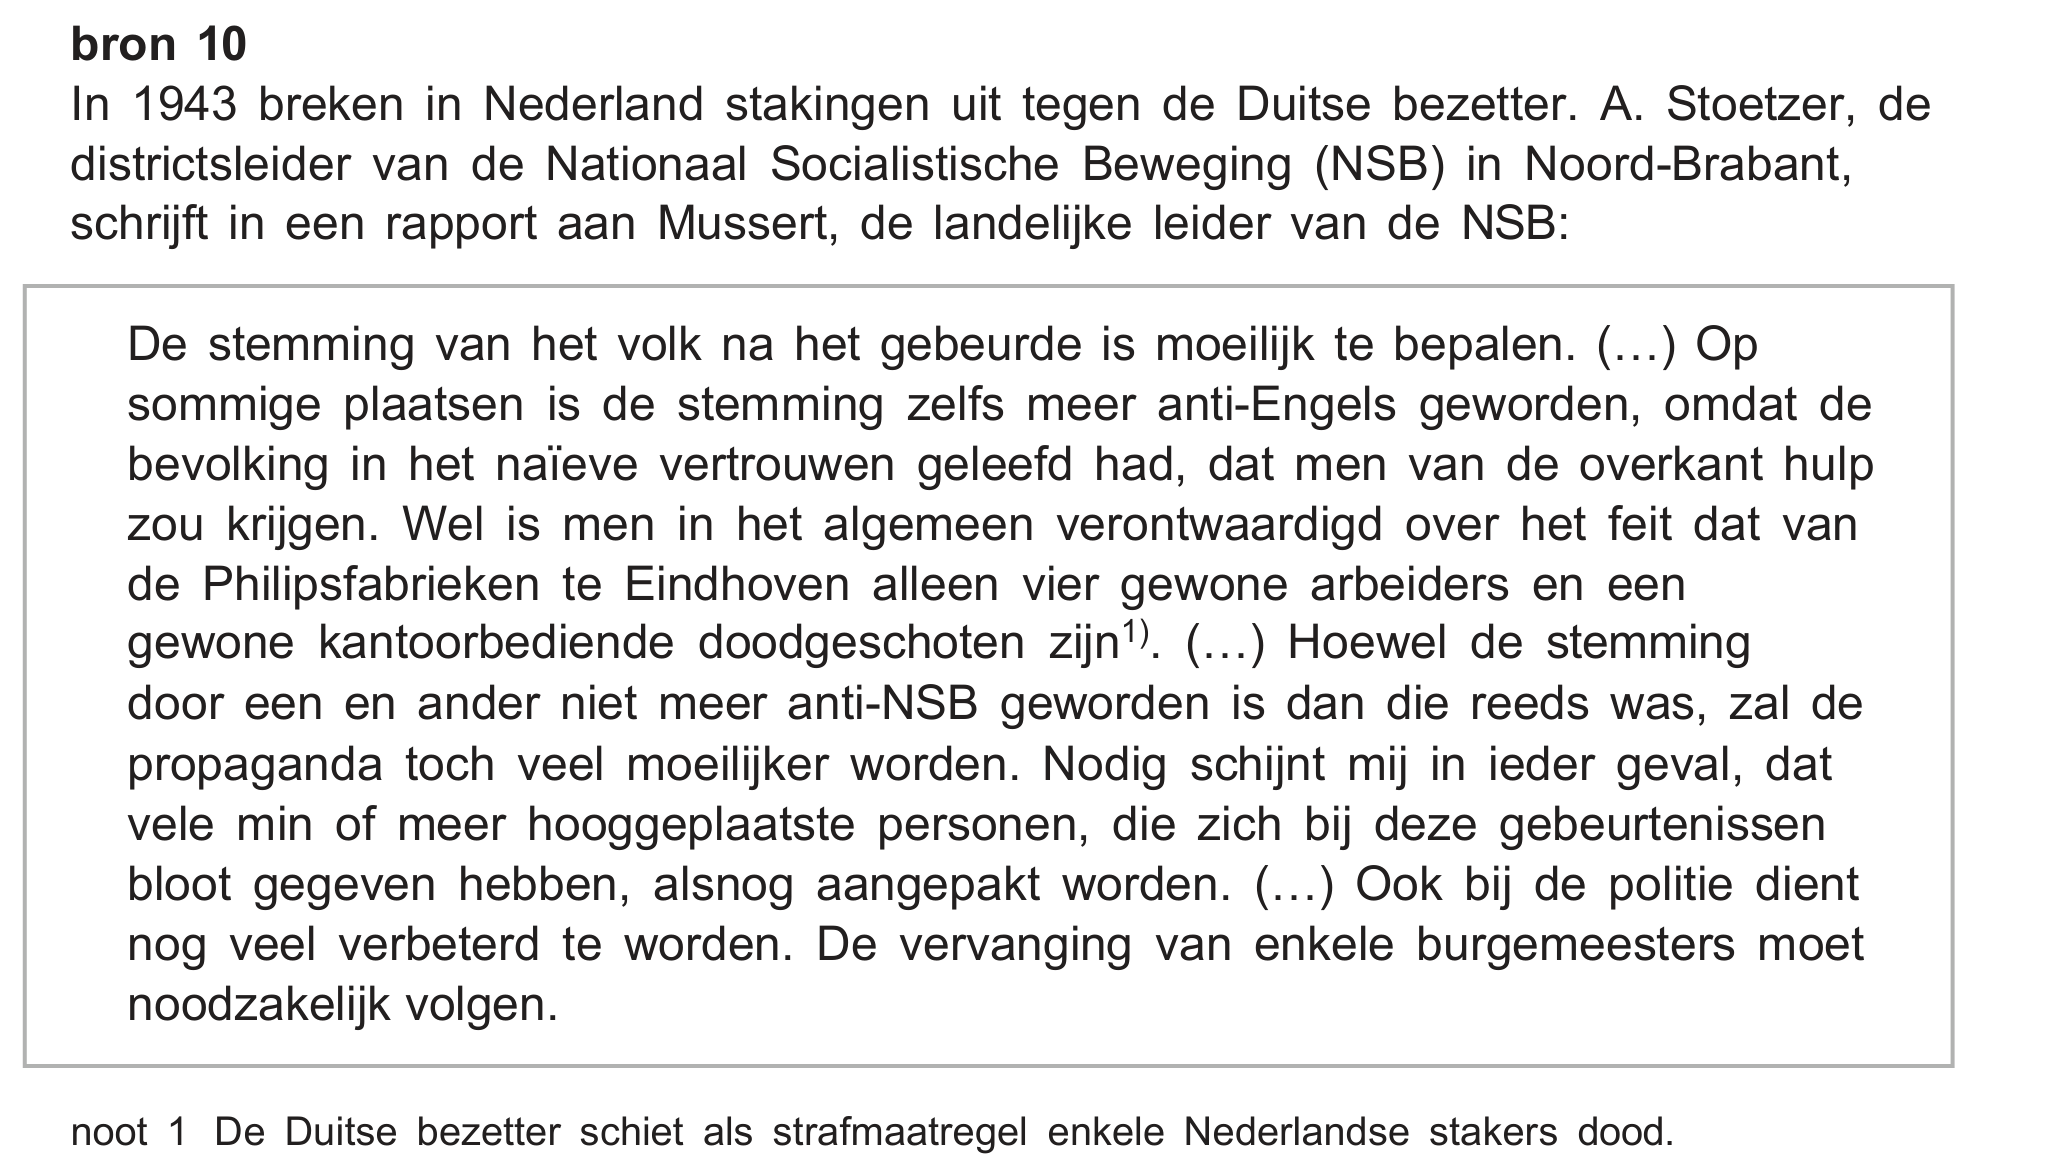 bron 10
In 1943 breken in Nederland stakingen uit tegen de Duitse bezetter. A. Stoetzer, de
districtsleider van de Nationaal Socialistische Beweging (NSB) in Noord-Brabant,
schrijft in een rapport aan Mussert, de landelijke leider van de NSB:
De stemming van het volk na het gebeurde is moeilijk te bepalen. (…) Op
sommige plaatsen is de stemming zelfs meer anti-Engels geworden, omdat de
bevolking in het naïeve vertrouwen geleefd had, dat men van de overkant hulp
zou krijgen. Wel is men in het algemeen verontwaardigd over het feit dat van
de Philipsfabrieken te Eindhoven alleen vier gewone arbeiders en een
gewone kantoorbediende doodgeschoten zijn1). (…) Hoewel de stemming
door een en ander niet meer anti-NSB geworden is dan die reeds was, zal de
propaganda toch veel moeilijker worden. Nodig schijnt mij in ieder geval, dat
vele min of meer hooggeplaatste personen, die zich bij deze gebeurtenissen
bloot gegeven hebben, alsnog aangepakt worden. (…) Ook bij de politie dient
nog veel verbeterd te worden. De vervanging van enkele burgemeesters moet
noodzakelijk volgen.
noot 1 De Duitse bezetter schiet als strafmaatregel enkele Nederlandse stakers dood.